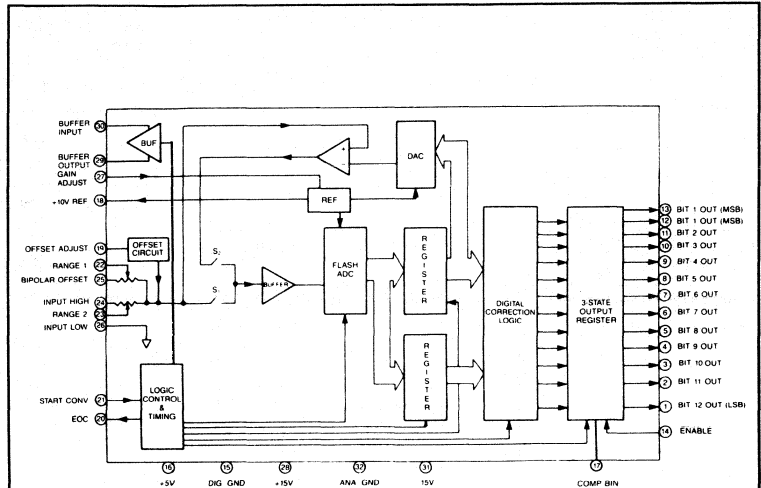 BUFFER
INPUT
30
BUF
BUFFER
OUTPUT
29
GAIN
ADJUST
27
+10V REF
18
REF
DAC
+
−
OFFSET ADJUST
19
OFFSET
CIRCUIT
RANGE 1
22
BIPOLAR OFFSET
25
INPUT HIGH
24
RANGE 2
23
INPUT LOW
26
S2
S1
BUFFER
FLASH
ADC
REGISTER
REGISTER
DIGITAL
CORRECTION
LOGIC
3-STATE
OUTPUT
REGISTER
13 BIT 1 OUT (MSB)
12 BIT 1 OUT (MSB)
11 BIT 2 OUT
10 BIT 3 OUT
9 BIT 4 OUT
8 BIT 5 OUT
7 BIT 6 OUT
6 BIT 7 OUT
5 BIT 8 OUT
4 BIT 9 OUT
3 BIT 10 OUT
2 BIT 11 OUT
1 BIT 12 OUT (LSB)
14 ENABLE
START CONV
21
EOC
20
LOGIC
CONTROL
&
TIMING
16
+5V
15
DIG GND
28
+15V
32
ANA GND
31
15V
17
COMP BIN